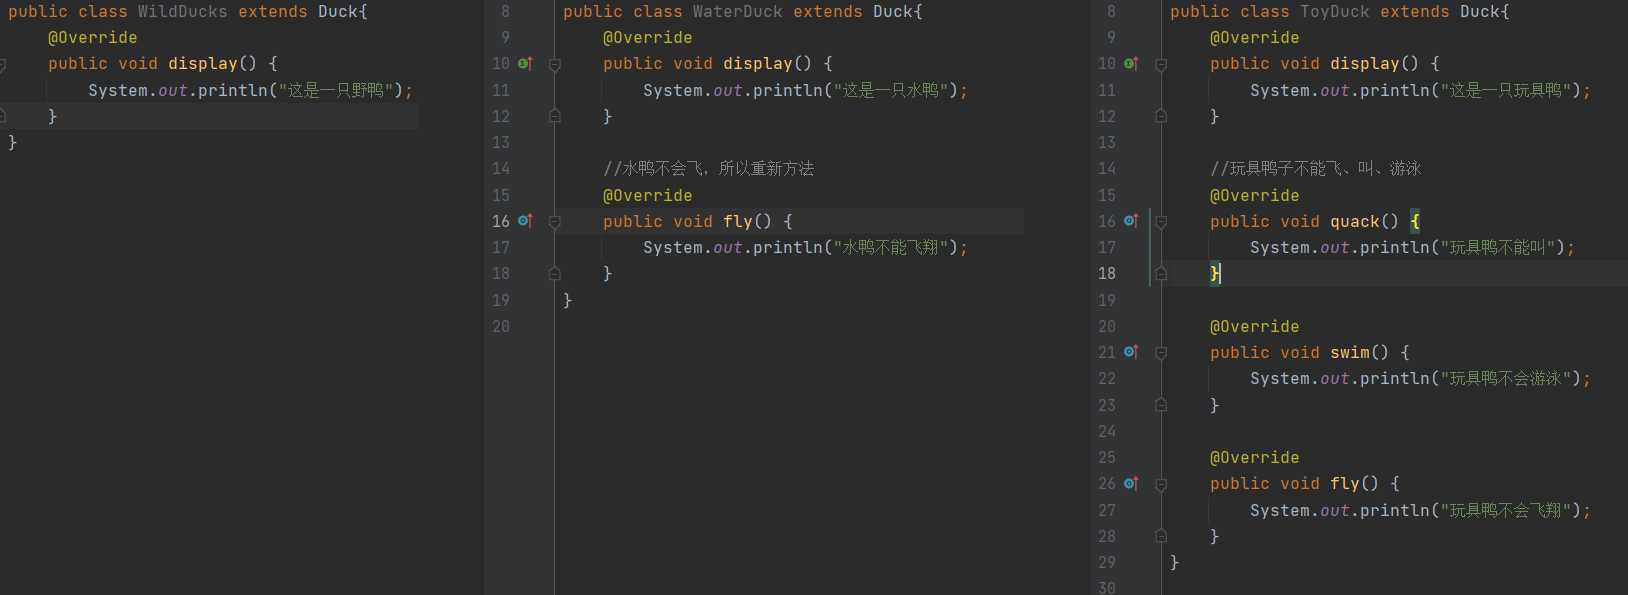 public class WildDucks extends Duck{
@Override
public void display() {
System.out.println("这是一只野鸭");
}
}
8 public class WaterDuck extends Duck{
9 @Override
10 public void display() {
11 System.out.println("这是一只水鸭");
12 }
13
14 //水鸭不会飞，所以重新方法
15 @Override
16 public void fly() {
17 System.out.println("水鸭不能飞翔");
18 }
19 }
20
8 public class ToyDuck extends Duck{
9 @Override
10 public void display() {
11 System.out.println("这是一只玩具鸭");
12 }
13
14 //玩具鸭子不能飞、叫、游泳
15 @Override
16 public void quack() {
17 System.out.println("玩具鸭不能叫");
18 }
19
20 @Override
21 public void swim() {
22 System.out.println("玩具鸭不会游泳");
23 }
24
25 @Override
26 public void fly() {
27 System.out.println("玩具鸭不会飞翔");
28 }
29 }
30